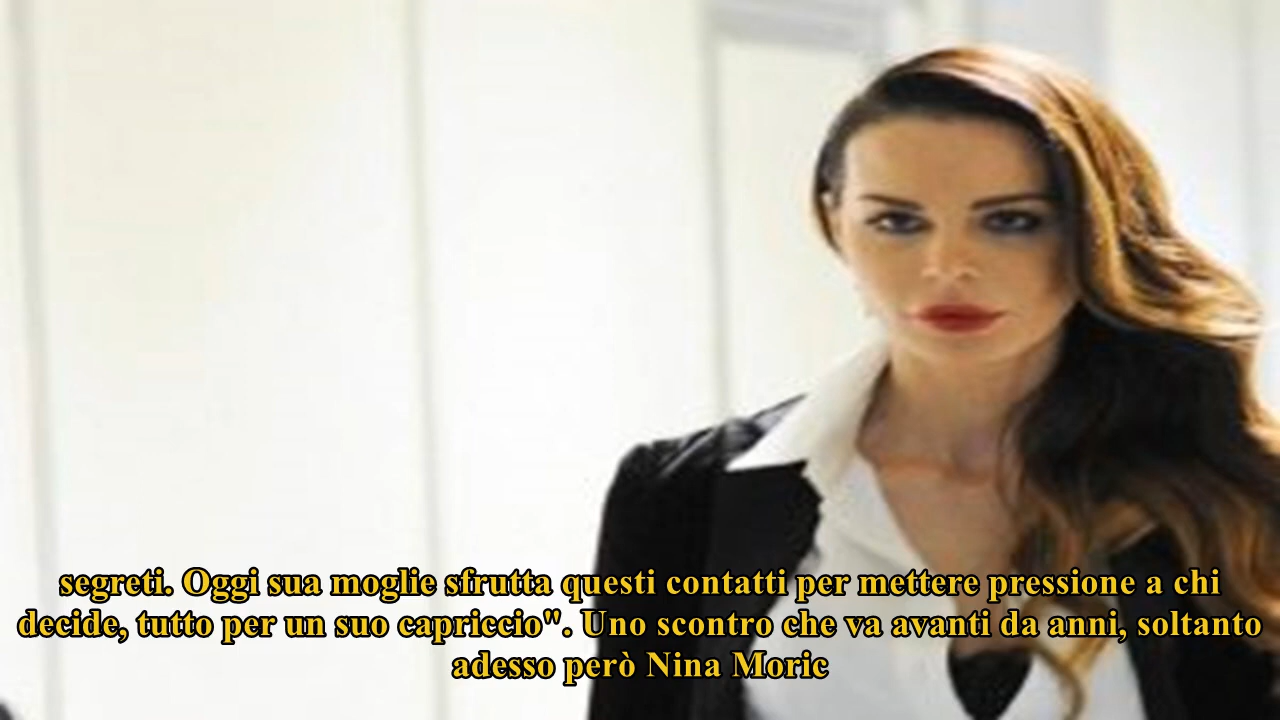 segreti. Oggi sua moglie sfrutta questi contatti per mettere pressione a chi
decide, tutto per un suo capriccio". Uno scontro che va avanti da anni, soltanto
adesso però Nina Moric